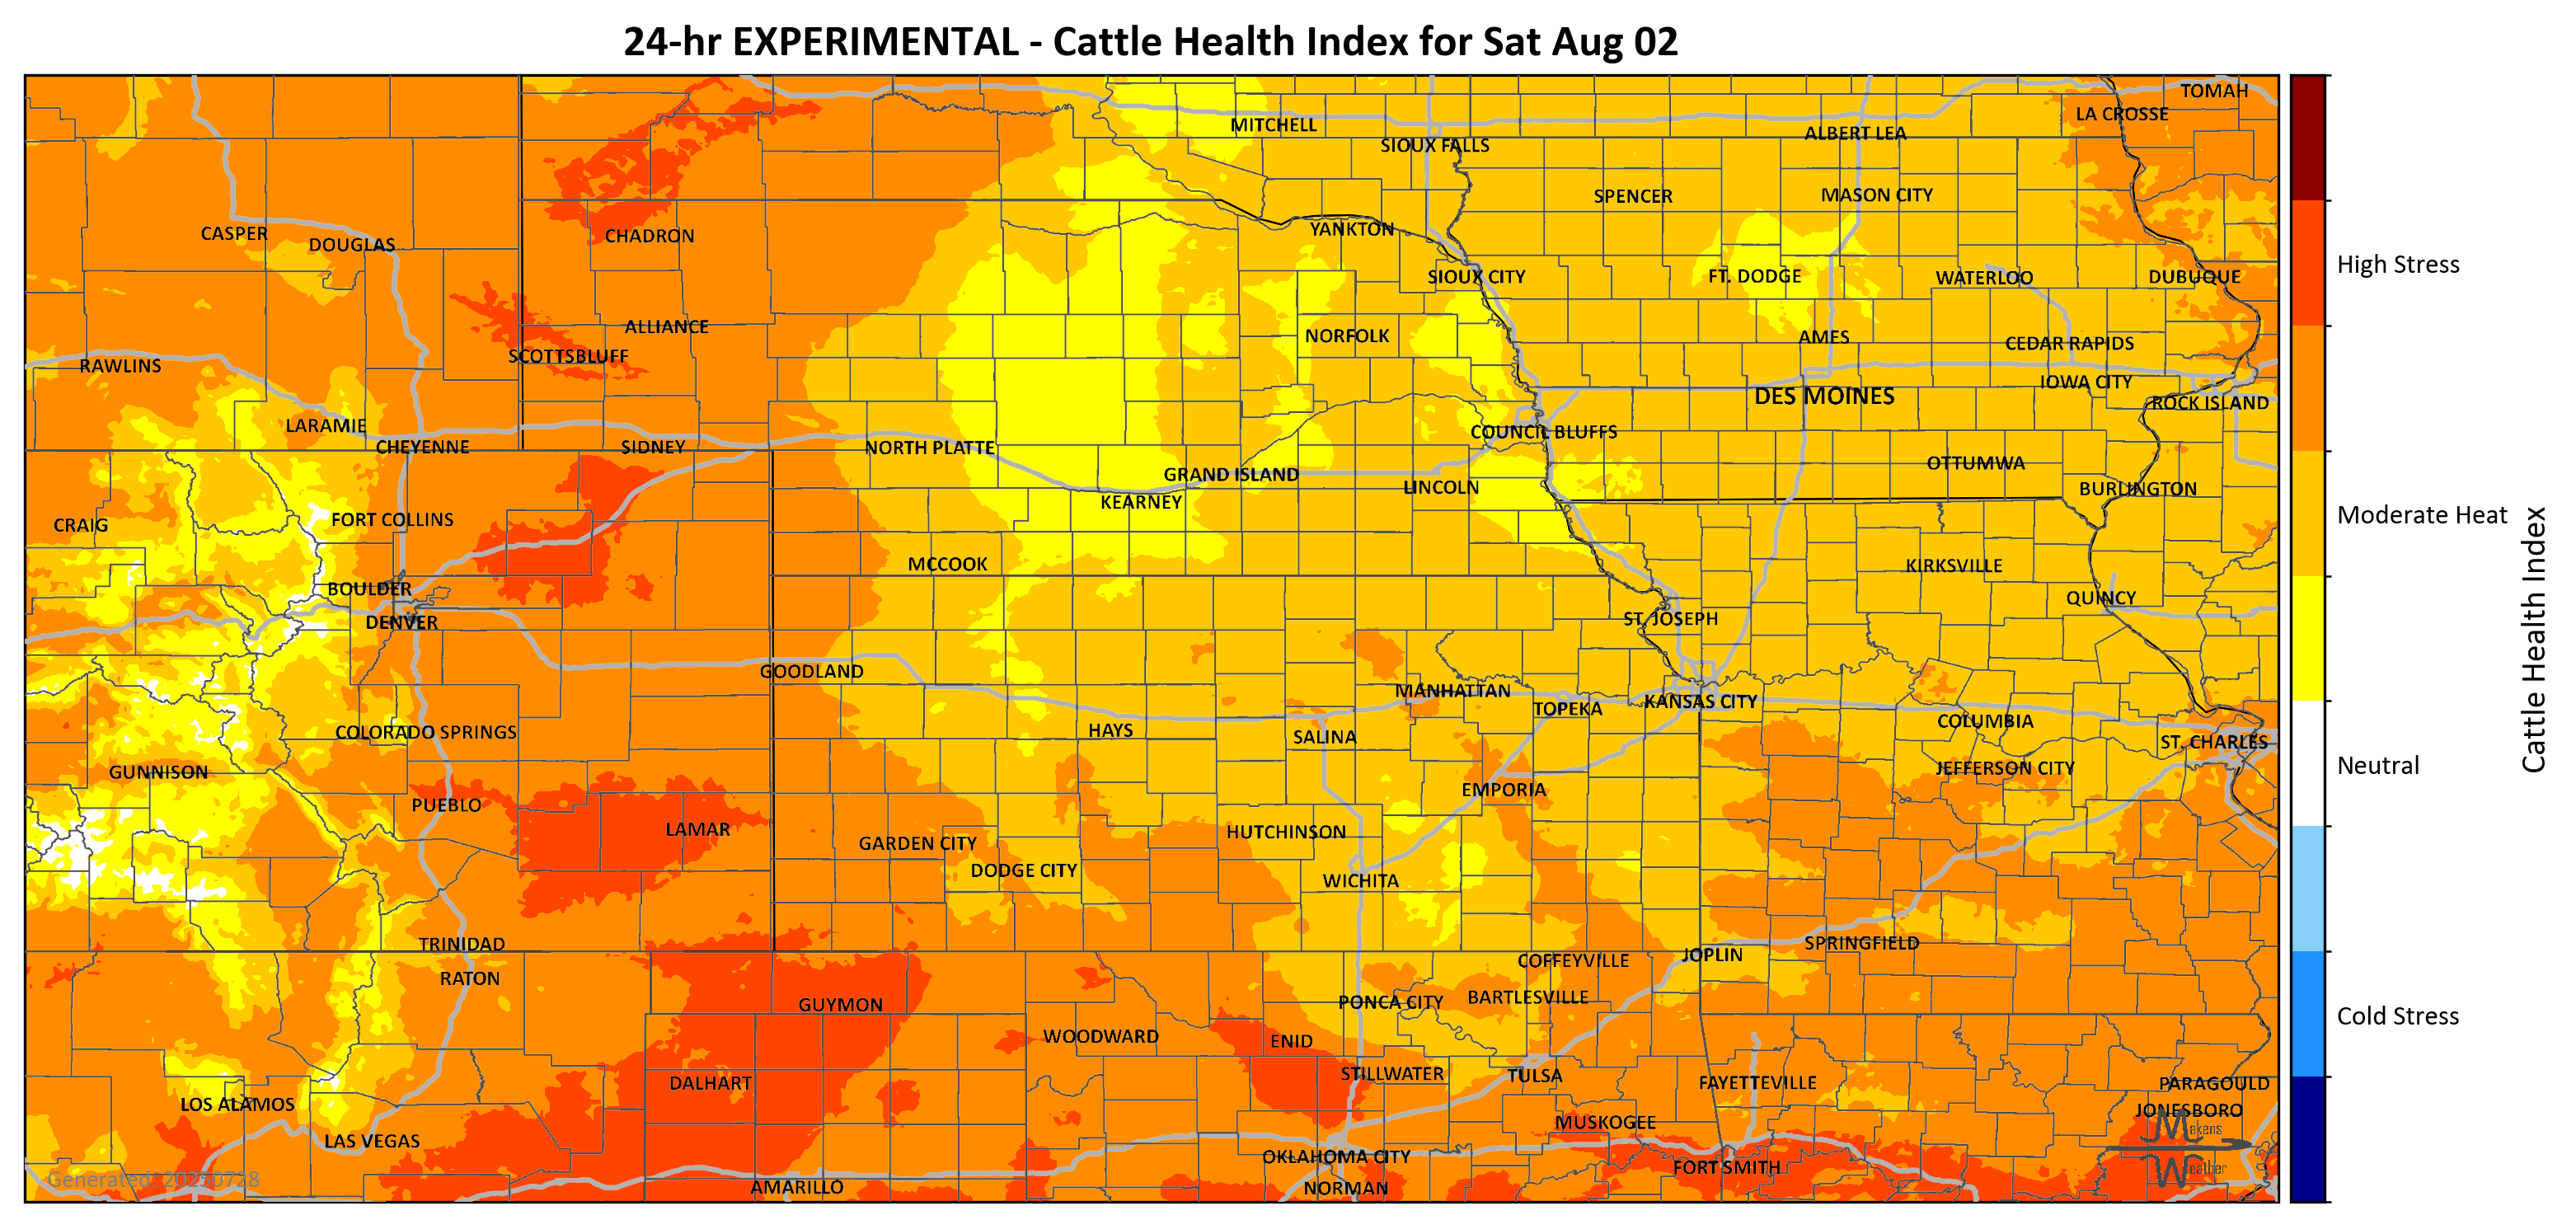 24-hr EXPERIMENTAL - Cattle Health Index for Sat Aug 02
TOMAH
LA CROSSE
MITCHELL
ALBERT LEA
SIOUX FALLS
SPENCER
MASON CITY
CASPER
DOUGLAS
CHADRON
YANKTON
SIOUX CITY
FT. DODGE
WATERLOO
DUBUQUE
High Stress
ALLIANCE
NORFOLK
AMES
CEDAR RAPIDS
SCOTTSBLUFF
RAWLINS
IOWA CITY
DES MOINES
ROCK ISLAND
LARAMIE
COUNCIL BLUFFS
CHEYENNE
SIDNEY
NORTH PLATTE
OTTUMWA
GRAND ISLAND
LINCOLN
BURLINGTON
KEARNEY
Moderate Heat
CRAIG
FORT COLLINS
MCCOOK
KIRKSVILLE
BOULDER
QUINCY
DENVER
ST. JOSEPH
Cattle Health Index
GOODLAND
MANHATTAN
TOPEKA
KANSAS CITY
COLUMBIA
COLORADO SPRINGS
HAYS
SALINA
ST. CHARLES
GUNNISON
JEFFERSON CITY
Neutral
EMPORIA
PUEBLO
LAMAR
HUTCHINSON
GARDEN CITY
DODGE CITY
WICHITA
TRINIDAD
SPRINGFIELD
JOPLIN
COFFEYVILLE
RATON
BARTLESVILLE
GUYMON
PONCA CITY
Cold Stress
WOODWARD
ENID
STILLWATER
TULSA
DALHART
FAYETTEVILLE
PARAGOULD
LOS ALAMOS
JONESBORO
MUSKOGEE
Makens
LAS VEGAS
OKLAHOMA CITY
FORT SMITH
Weather
Generated: 20250728
AMARILLO
NORMAN